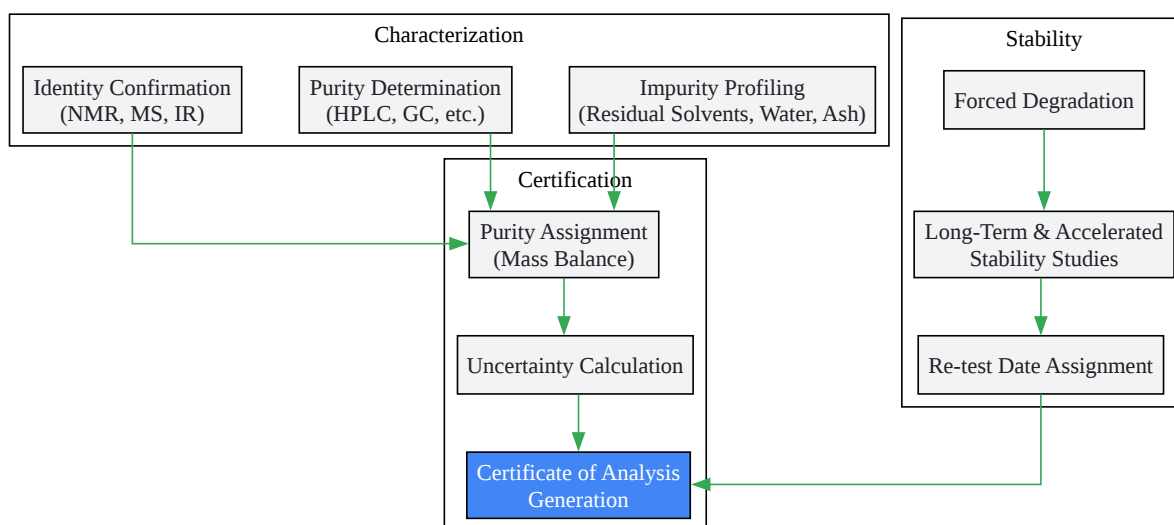 Characterization
Identity Confirmation
(NMR, MS, IR)
Purity Determination
(HPLC, GC, etc.)
Impurity Profiling
(Residual Solvents, Water, Ash)
Certification
Purity Assignment
(Mass Balance)
Uncertainty Calculation
Certificate of Analysis
Generation
Stability
Forced Degradation
Long-Term & Accelerated
Stability Studies
Re-test Date Assignment